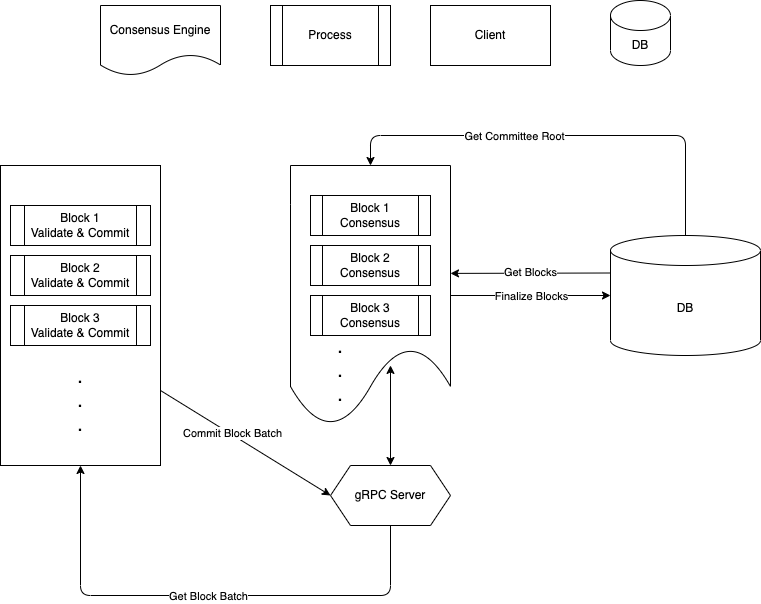 Consensus Engine
Process
Client
DB
Get Committee Root
Block 1
Validate & Commit
Block 2
Validate & Commit
Block 3
Validate & Commit
.
.
.
Block 1
Consensus
Block 2
Consensus
Block 3
Consensus
.
.
.
Get Blocks
Finalize Blocks
DB
Commit Block Batch
gRPC Server
Get Block Batch